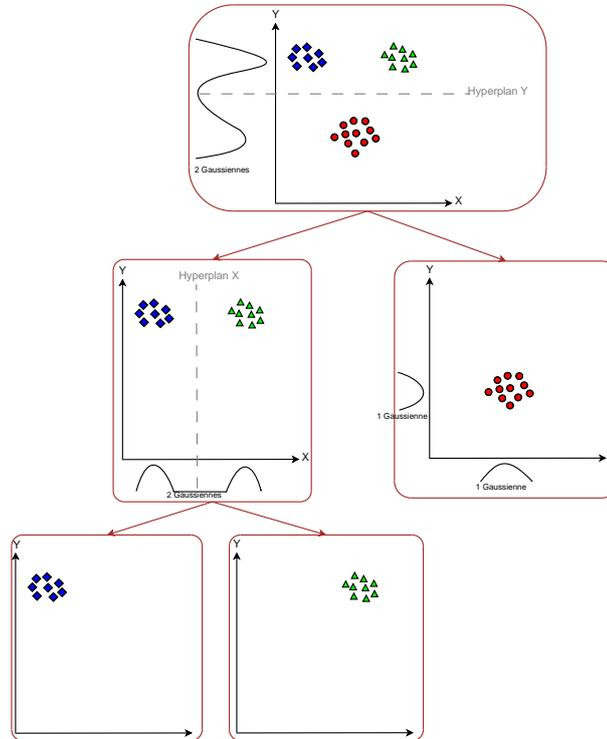 Y
Hyperplan Y
2 Gaussiennes
X
Y
Hyperplan X
X
2 Gaussiennes
Y
1 Gaussienne
1 Gaussienne
Y
Y